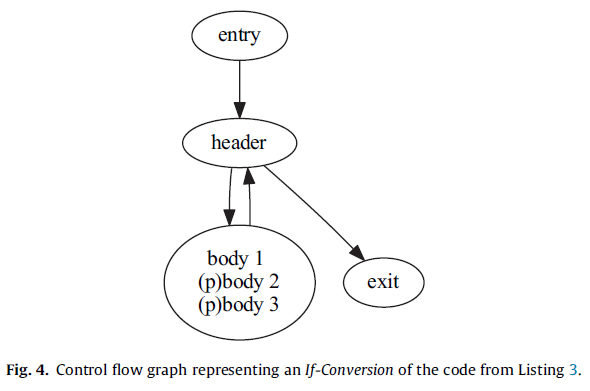 entry
header
body 1
(p)body 2
(p)body 3
exit
Fig. 4. Control flow graph representing an If-Conversion of the code from Listing 3.